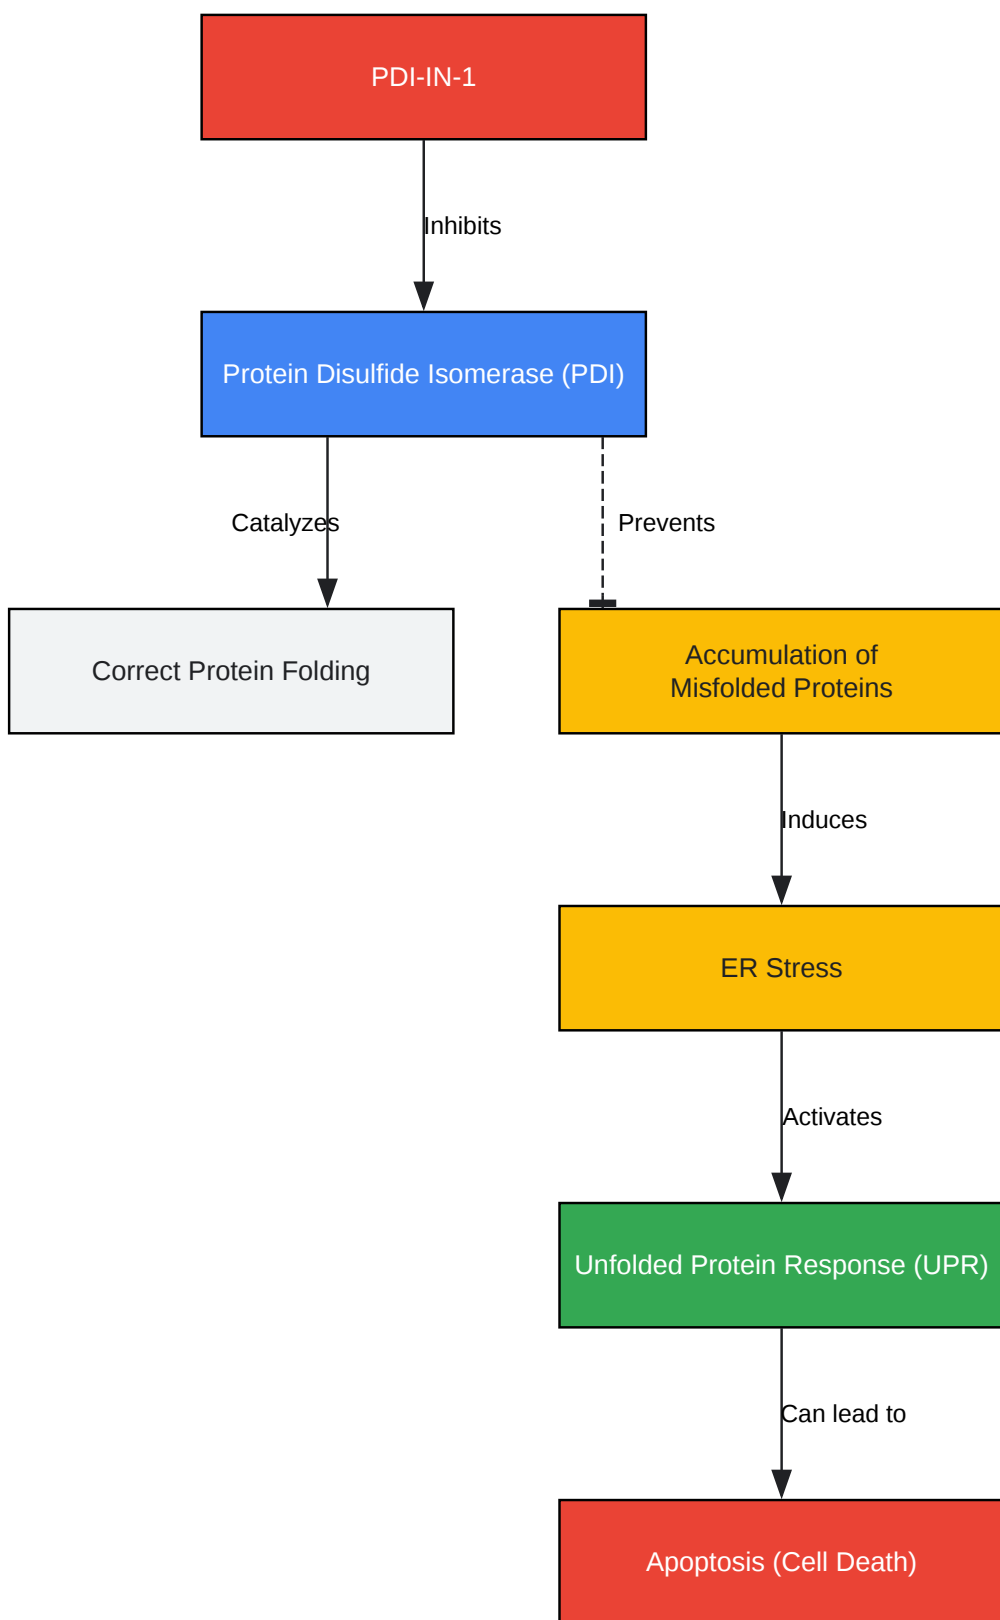 PDI-IN-1
Inhibits
Protein Disulfide Isomerase (PDI)
Catalyzes
Prevents
Correct Protein Folding
Accumulation of
Misfolded Proteins
Induces
ER Stress
Activates
Unfolded Protein Response (UPR)
Can lead to
Apoptosis (Cell Death)